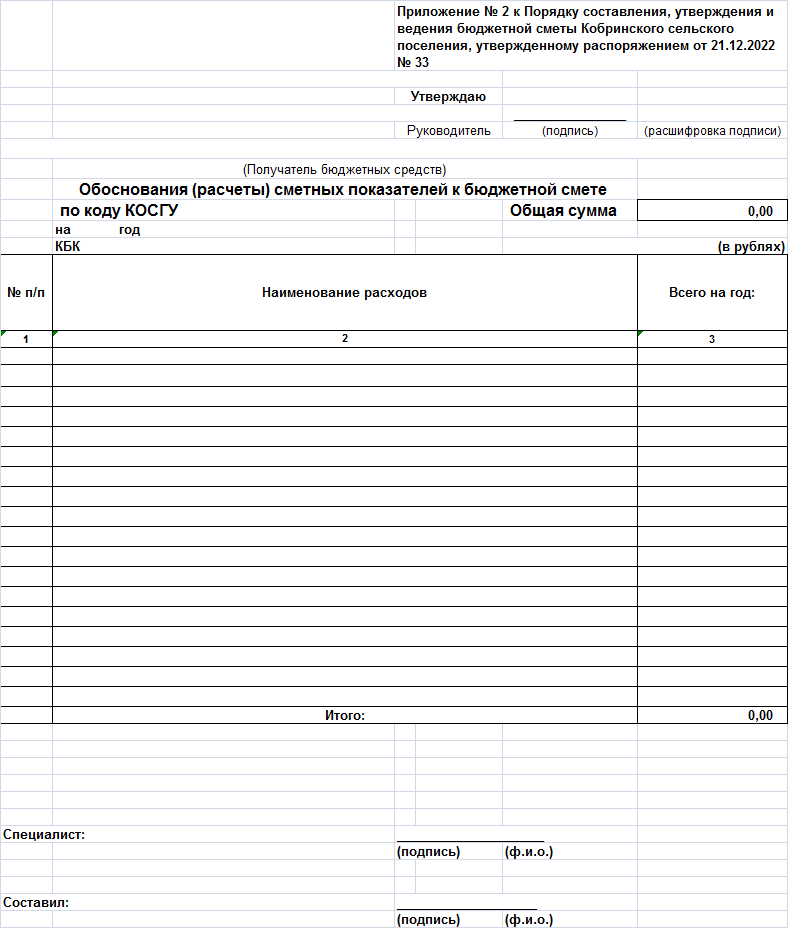 Приложение № 2 к Порядку составления, утверждения и
ведения бюджетной сметы Кобринского сельского
поселения, утвержденному распоряжением от 21.12.2022
№ 33
Утверждаю
Руководитель (подпись) (расшифровка подписи)
(Получатель бюджетных средств)
Обоснования (расчеты) сметных показателей к бюджетной смете
по коду КОСГУ Общая сумма 0,00
на год
КБК (в рублях)
№ п/п Наименование расходов Всего на год:
1 2 3
Итого: 0,00
Специалист:
(подпись) (ф.и.о.)
Составил:
(подпись) (ф.и.о.)